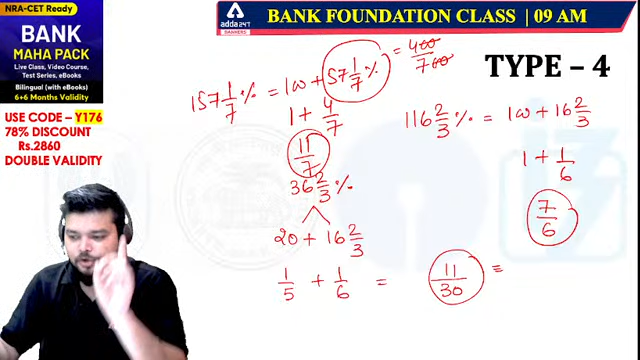 NRA-CET Ready
BANK
MAHA PACK
Live Class, Video Course,
Test Series, eBooks
Bilingual (with eBooks)
6+6 Months Validity
USE CODE – Y176
78% DISCOUNT
Rs.2860
DOUBLE VALIDITY
adda247
BANNERS
BANK FOUNDATION CLASS | 09 AM
TYPE – 4
157 1/7 % = 100 + 57 1/7 % = 400/700
1 + 4/7
11/7
116 2/3 % = 100 + 16 2/3
1 + 1/6
7/6
36 2/3 %
20 + 16 2/3
1/5 + 1/6 = 11/30 =